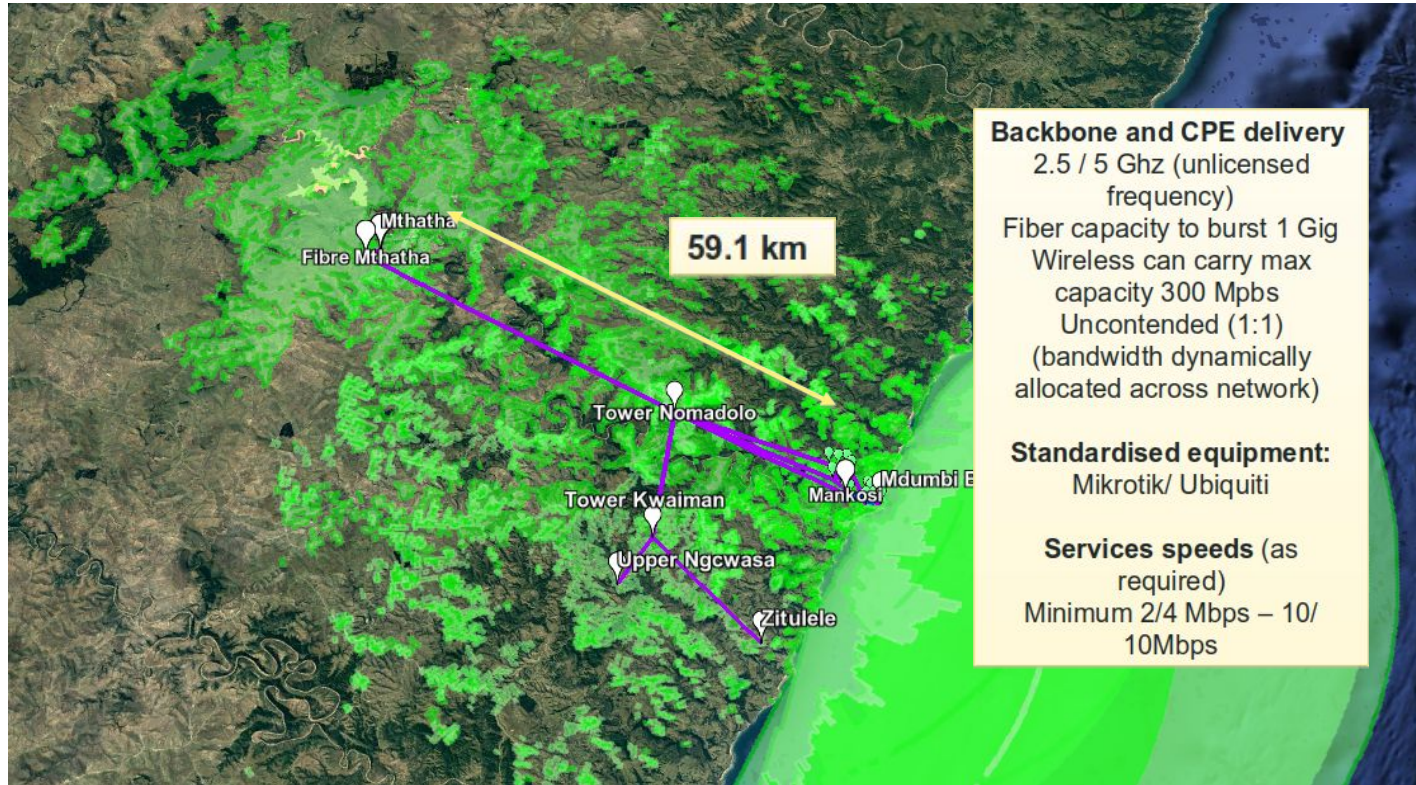 Mthatha
Fibre Mthatha
59.1 km
Tower Nomadolo
Mdumbi E
Mankosi
Tower Kwaiman
Upper Ngcwasa
Zitulele
Backbone and CPE delivery
2.5 / 5 Ghz (unlicensed
frequency)
Fiber capacity to burst 1 Gig
Wireless can carry max
capacity 300 Mpbs
Uncontended (1:1)
(bandwidth dynamically
allocated across network)
Standardised equipment:
Mikrotik/ Ubiquiti
Services speeds (as
required)
Minimum 2/4 Mbps – 10/
10Mbps